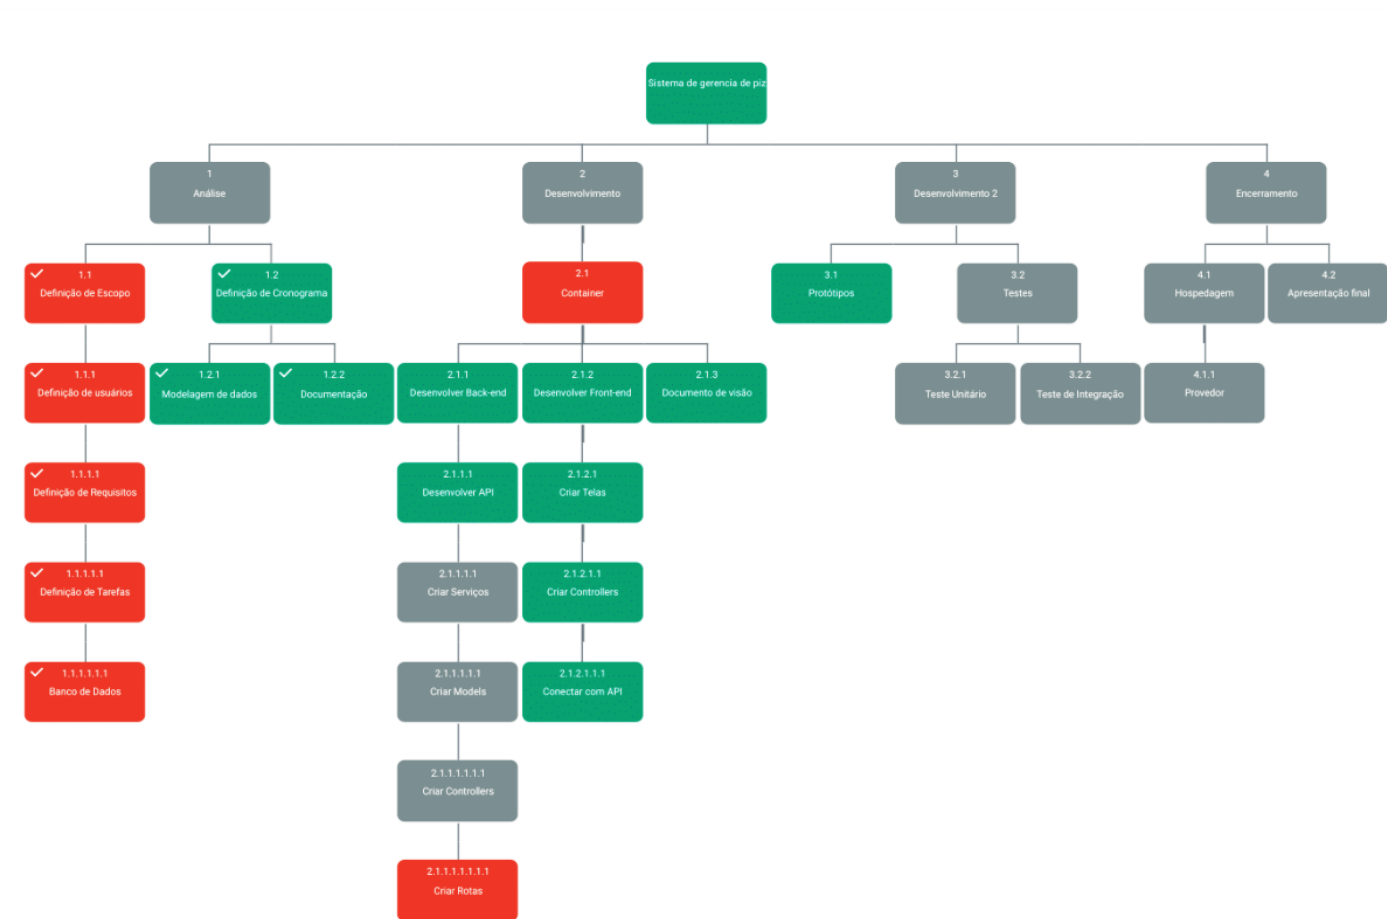 Sistema de gerencia de piz
1
Análise
2
Desenvolvimento
3
Desenvolvimento 2
4
Encerramento
1.1
Definição de Escopo
1.2
Definição de Cronograma
2.1
Container
3.1
Protótipos
3.2
Testes
4.1
Hospedagem
4.2
Apresentação final
1.1.1
Definição de usuários
1.2.1
Modelagem de dados
1.2.2
Documentação
2.1.1
Desenvolver Back-end
2.1.2
Desenvolver Front-end
2.1.3
Documento de visão
3.2.1
Teste Unitário
3.2.2
Teste de Integração
4.1.1
Provedor
1.1.1.1
Definição de Requisitos
2.1.1.1
Desenvolver API
2.1.2.1
Criar Telas
1.1.1.1.1
Definição de Tarefas
2.1.1.1.1
Criar Serviços
2.1.2.1.1
Criar Controllers
1.1.1.1.1.1
Banco de Dados
2.1.1.1.1.1
Criar Models
2.1.2.1.1.1
Conectar com API
2.1.1.1.1.1.1
Criar Controllers
2.1.1.1.1.1.1.1
Criar Rotas